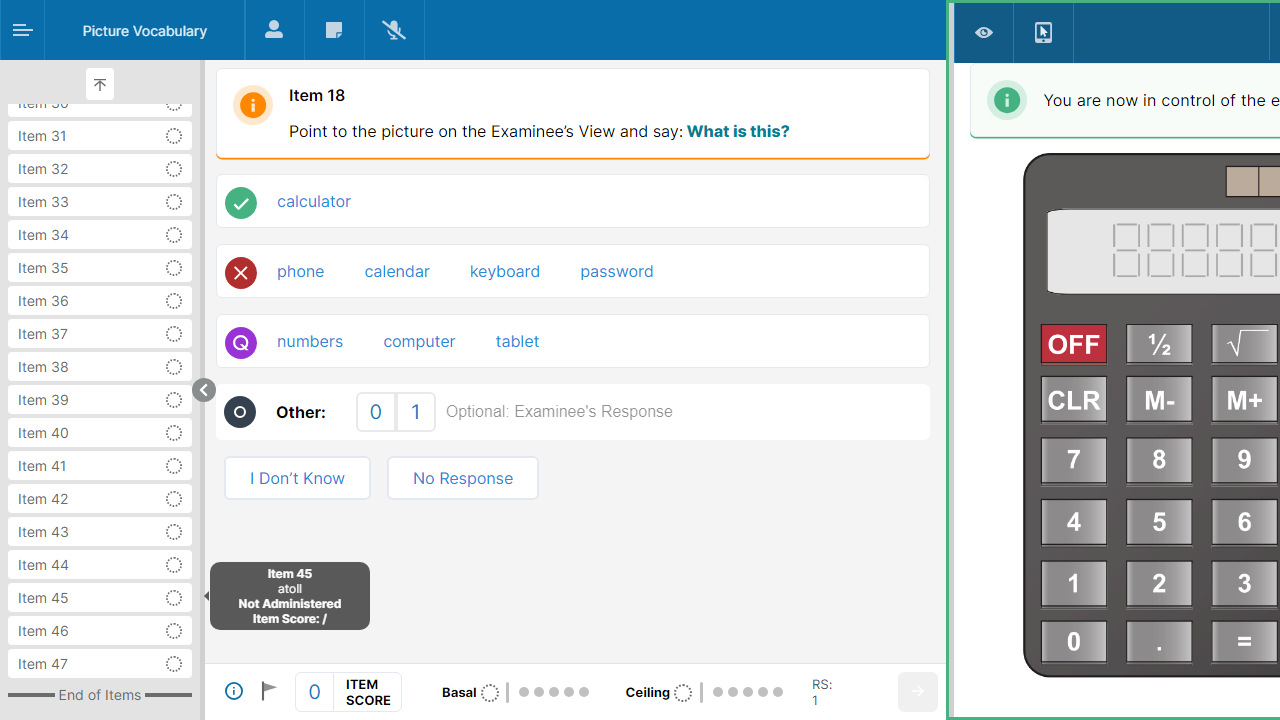 Picture Vocabulary
Item 30
Item 31
Item 32
Item 33
Item 34
Item 35
Item 36
Item 37
Item 38
Item 39
Item 40
Item 41
Item 42
Item 43
Item 44
Item 45
Item 46
Item 47
End of Items
Item 18
Point to the picture on the Examinee’s View and say: What is this?
calculator
phone calendar keyboard password
Q numbers computer tablet
Other: 0 1 Optional: Examinee's Response
I Don’t Know No Response
Item 45
atoll
Not Administered
Item Score: /
0 ITEM SCORE Basal Ceiling RS: 1
You are now in control of the e
OFF ½ √
CLR M- M+
7 8 9
4 5 6
1 2 3
0 . =